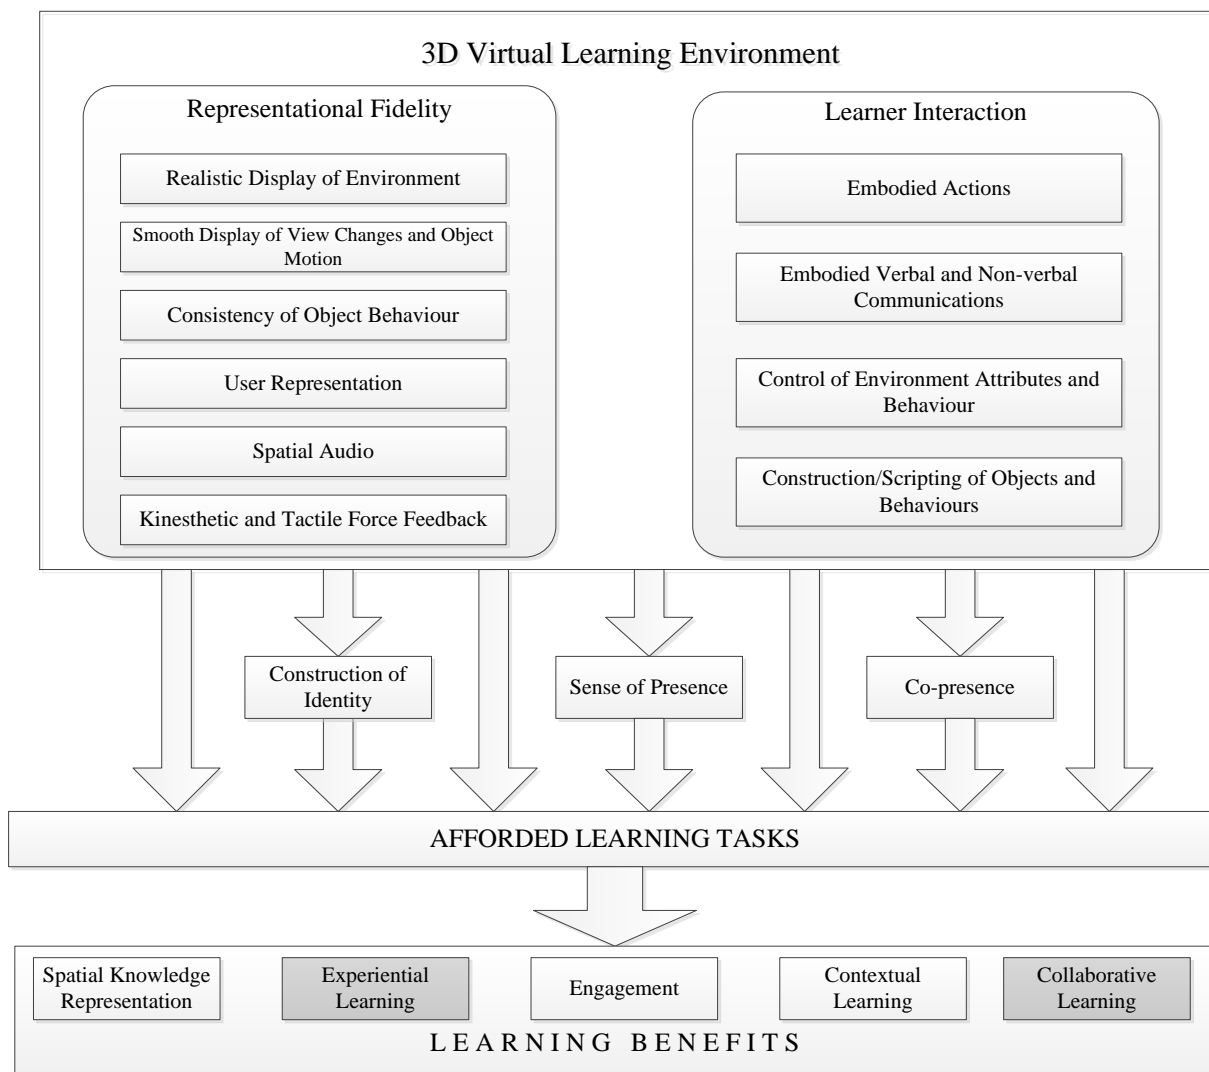 3D Virtual Learning Environment
Representational Fidelity
Realistic Display of Environment
Smooth Display of View Changes and Object
Motion
Consistency of Object Behaviour
User Representation
Spatial Audio
Kinesthetic and Tactile Force Feedback
Learner Interaction
Embodied Actions
Embodied Verbal and Non-verbal
Communications
Control of Environment Attributes and
Behaviour
Construction/Scripting of Objects and
Behaviours
Construction of
Identity
Sense of Presence
Co-presence
AFFORDED LEARNING TASKS
Spatial Knowledge
Representation
Experiential
Learning
Engagement
Contextual
Learning
Collaborative
Learning
LEARNING BENEFITS